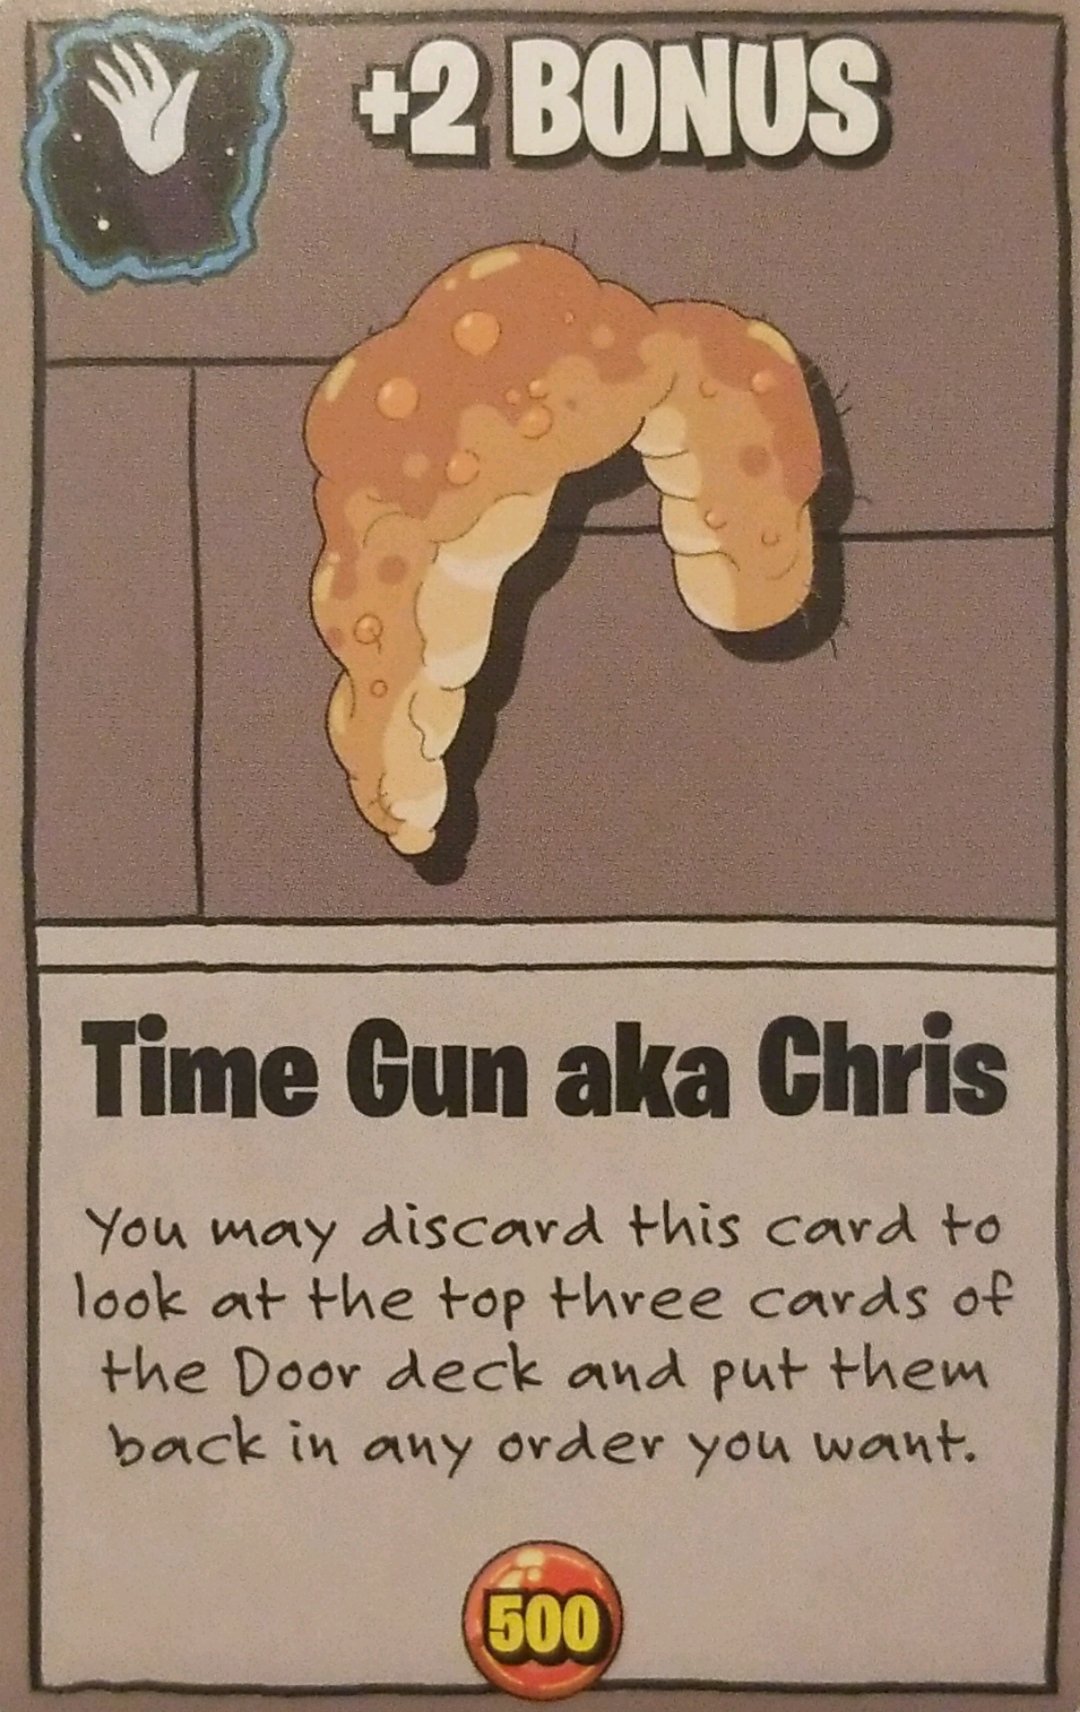 +2 BONUS
Time Gun aka Chris
You may discard this card to
look at the top three cards of
the Door deck and put them
back in any order you want.
500